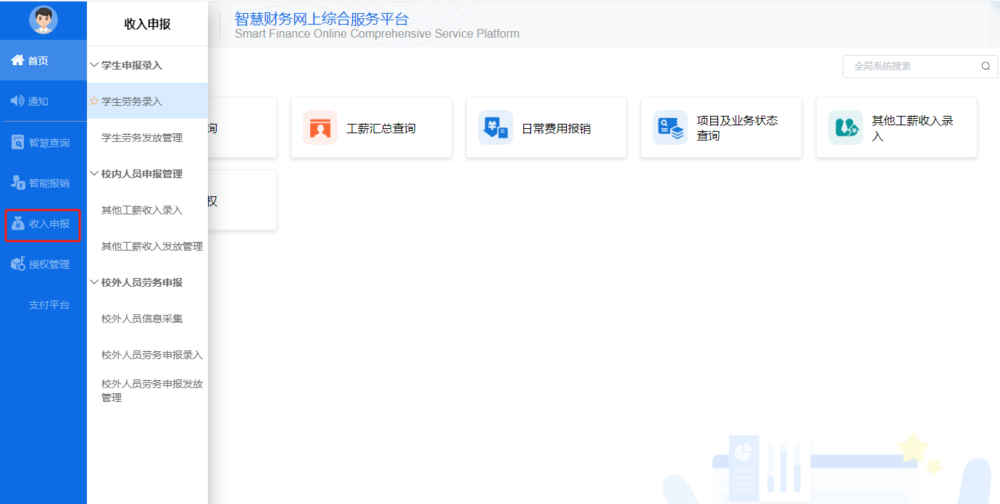 首页
通知
智慧查询
智能报销
收入申报
授权管理
支付平台
收入申报
学生申报录入
学生劳务录入
学生劳务发放管理
校内人员申报管理
其他工薪收入录入
其他工薪收入发放管理
校外人员劳务申报
校外人员信息采集
校外人员劳务申报录入
校外人员劳务申报发放
管理
智慧财务网上综合服务平台
Smart Finance Online Comprehensive Service Platform
全局系统搜索
询
工薪汇总查询
日常费用报销
项目及业务状态
查询
其他工薪收入录
入
权